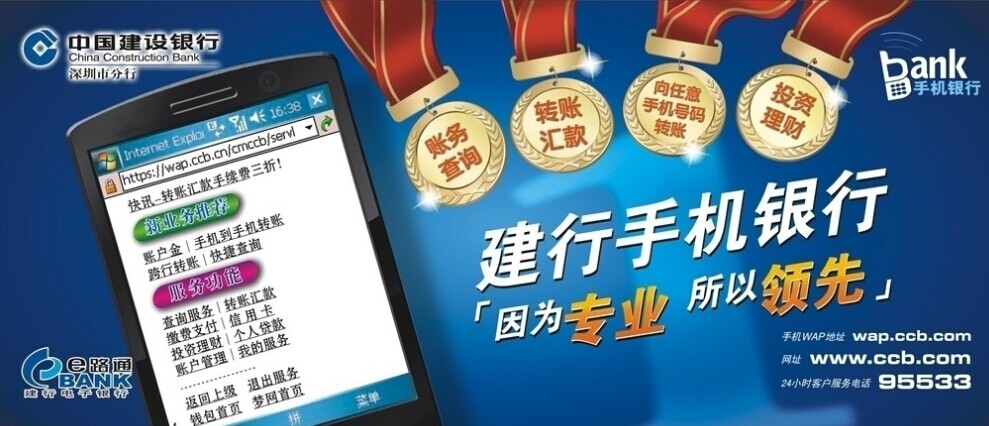 中国建设银行
China Construction Bank
深圳市分行
Internet Explo
16:38
https://wap.ccb.cn/cmccb/servl
快讯-转账汇款手续费三折！
新业务推荐
账户金|手机到手机转账
跨行转账|快捷查询
服务功能
查询服务|转账汇款
缴费支付|信用卡
投资理财|个人贷款
账户管理|我的服务
返回上级 退出服务
钱包首页 梦网首页
拼
菜单
e路通
BANK
建行电子银行
账务
查询
转账
汇款
向任意
手机号码
转账
投资
理财
bank
手机银行
建行手机银行
「因为专业 所以领先」
手机WAP地址 wap.ccb.com
网址 www.ccb.com
24小时客户服务电话 95533